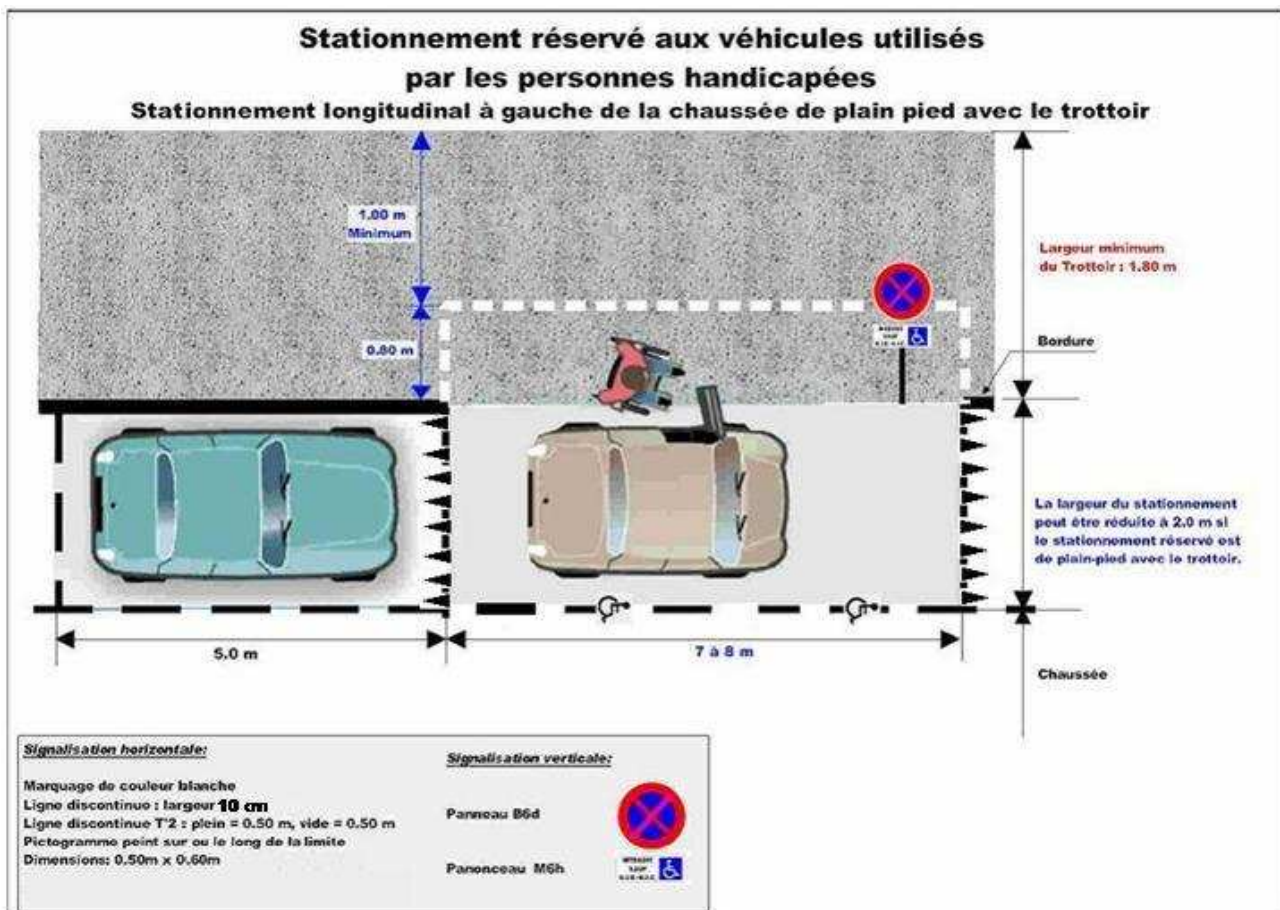 Stationnement réservé aux véhicules utilisés
par les personnes handicapées
Stationnement longitudinal à gauche de la chaussée de plain pied avec le trottoir
1.00 m
Minimum
0.80 m
Largeur minimum
du Trottoir : 1.80 m
Bordure
La largeur du stationnement
peut être réduite à 2.0 m si
le stationnement réservé est
de plain-pied avec le trottoir.
5.0 m
7 à 8 m
Chaussée
Signalisation horizontale:
Marquage de couleur blanche
Ligne discontinue : largeur 10 cm
Ligne discontinue T'2 : plein = 0.50 m, vide = 0.50 m
Pictogramme peint sur ou le long de la limite
Dimensions: 0.50m x 0.60m
Signalisation verticale:
Panneau B6d
Panonceau M6h